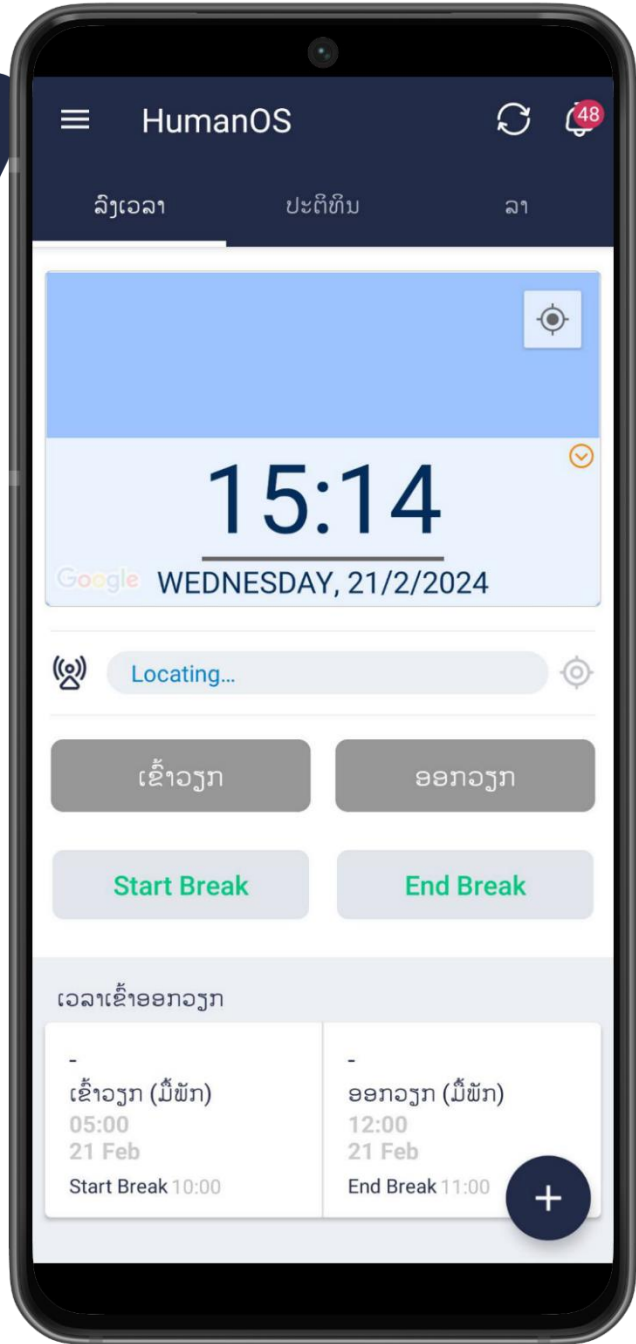 HumanOS
48
ລົງເວລາ ປະຕິທິນ ລາ
15:14
Google WEDNESDAY, 21/2/2024
Locating...
ເຂົ້າວຽກ ອອກວຽກ
Start Break End Break
ເວລາເຂົ້າອອກວຽກ
- -
ເຂົ້າວຽກ (ມື້ພັກ) ອອກວຽກ (ມື້ພັກ)
05:00 12:00
21 Feb 21 Feb
Start Break 10:00 End Break 11:00
+